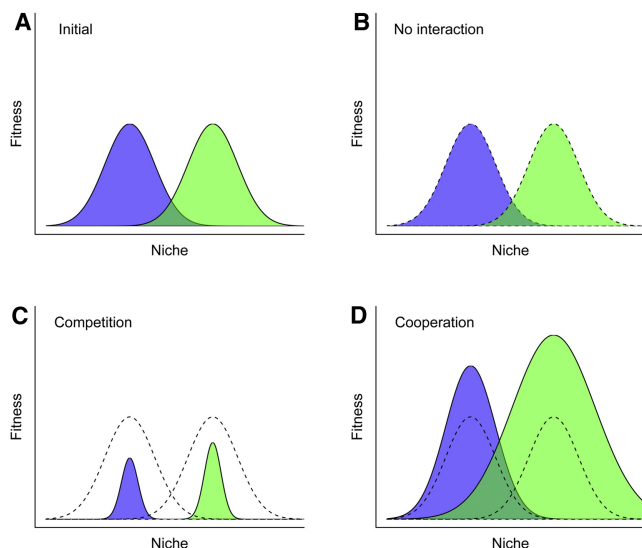 A
Initial
Fitness
Niche
B
No interaction
Fitness
Niche
C
Competition
Fitness
Niche
D
Cooperation
Fitness
Niche